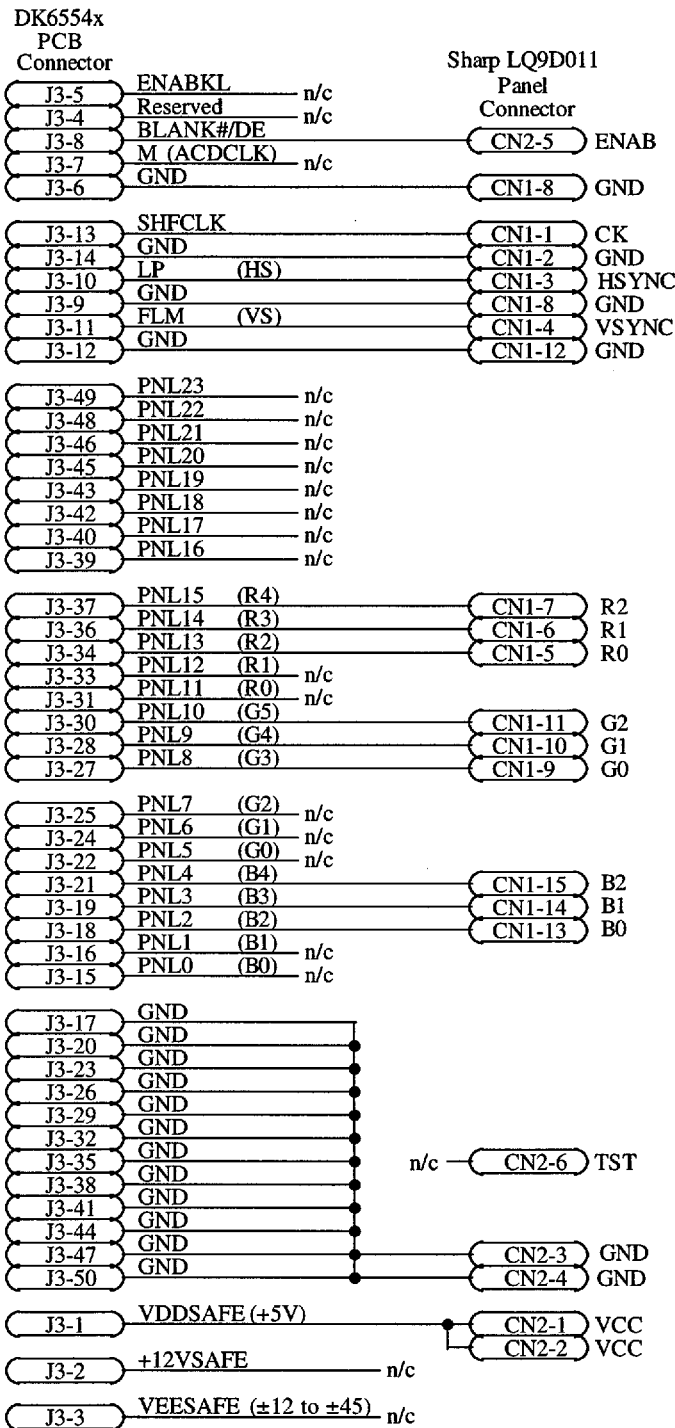 DK6554x
PCB
Connector
Sharp LQ9D011
Panel
Connector
J3-5 ENABKL n/c
J3-4 Reserved n/c
J3-8 BLANK#/DE CN2-5 ENAB
J3-7 M (ACDCLK) n/c
J3-6 GND CN1-8 GND
J3-13 SHFCLK CN1-1 CK
J3-14 GND CN1-2 GND
J3-10 LP (HS) CN1-3 HSYNC
J3-9 GND CN1-8 GND
J3-11 FLM (VS) CN1-4 VSYNC
J3-12 GND CN1-12 GND
J3-49 PNL23 n/c
J3-48 PNL22 n/c
J3-46 PNL21 n/c
J3-45 PNL20 n/c
J3-43 PNL19 n/c
J3-42 PNL18 n/c
J3-40 PNL17 n/c
J3-39 PNL16 n/c
J3-37 PNL15 (R4) CN1-7 R2
J3-36 PNL14 (R3) CN1-6 R1
J3-34 PNL13 (R2) CN1-5 R0
J3-33 PNL12 (R1) n/c
J3-31 PNL11 (R0) n/c
J3-30 PNL10 (G5) CN1-11 G2
J3-28 PNL9 (G4) CN1-10 G1
J3-27 PNL8 (G3) CN1-9 G0
J3-25 PNL7 (G2) n/c
J3-24 PNL6 (G1) n/c
J3-22 PNL5 (G0) n/c
J3-21 PNL4 (B4) CN1-15 B2
J3-19 PNL3 (B3) CN1-14 B1
J3-18 PNL2 (B2) CN1-13 B0
J3-16 PNL1 (B1) n/c
J3-15 PNL0 (B0) n/c
J3-17 GND
J3-20 GND
J3-23 GND
J3-26 GND
J3-29 GND
J3-32 GND
J3-35 GND n/c CN2-6 TST
J3-38 GND
J3-41 GND
J3-44 GND
J3-47 GND CN2-3 GND
J3-50 GND CN2-4 GND
J3-1 VDDSAFE (+5V) CN2-1 VCC
CN2-2 VCC
J3-2 +12VSAFE n/c
J3-3 VEESAFE (±12 to ±45) n/c